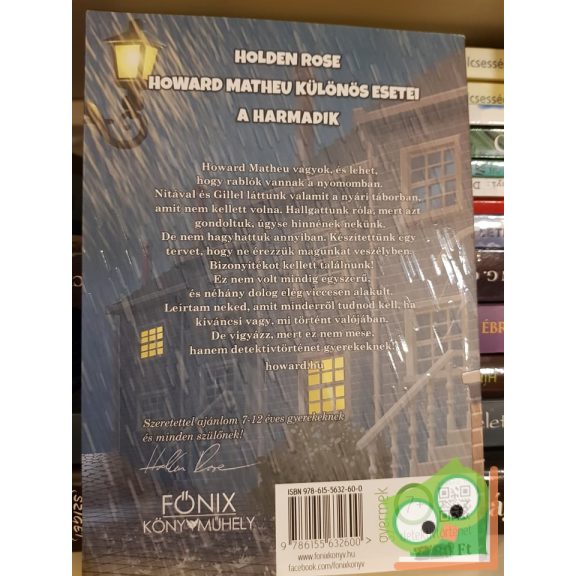 HOLDEN ROSE
HOWARD MATHEU KÜLÖNÖS ESETEI
A HARMADIK
Howard Matheu vagyok, és lehet,
hogy rablók vannak a nyomomban.
Nitával és Gillel láttunk valamit a nyári táborban,
amit nem kellett volna. Hallgattunk róla, mert azt
gondoltuk, úgyse hinnének nekünk.
De nem hagyhattuk annyiban. Készítettünk egy
tervet, hogy ne érezzük magunkat veszélyben.
Bizonyítékot kellett találnunk!
Ez nem volt mindig egyszerű,
és néhány dolog elég viccesen alakult.
Leírtam neked, amit minderről tudnod kell, ha
kíváncsi vagy, mi történt valójában.
De vigyázz, mert ez nem mese,
hanem detektívtörténet gyerekeknek!
howard.hu
Szeretettel ajánlom 7-12 éves gyerekeknek
és minden szülőnek!
Holden Rose
FŐNIX
KÖNYVMŰHELY
ISBN 978-615-5632-60-0
9 786155 632600 >
www.fonixkonyv.hu
facebook.com/fonixkonyv
gyermek
Ft
SZIGET
ÉBR